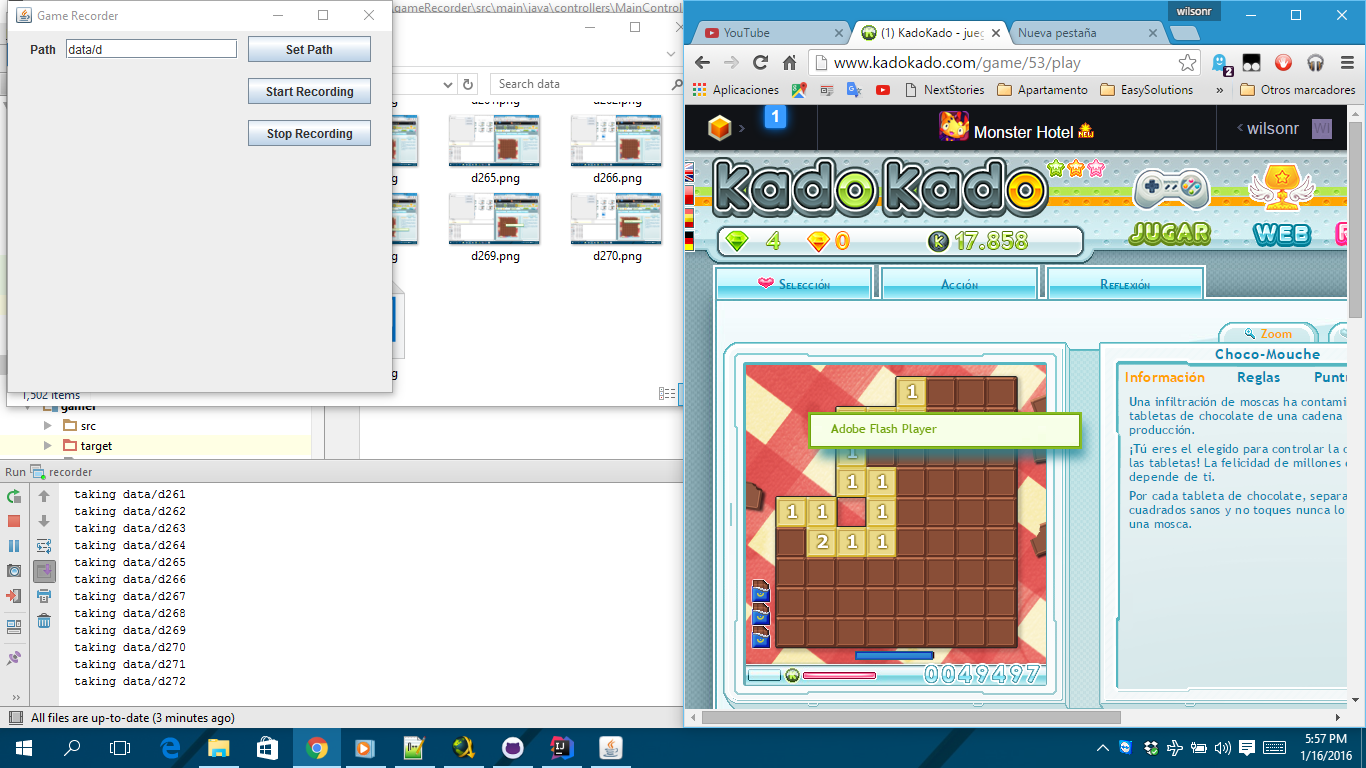 Game Recorder
Path data/d Set Path
Start Recording
Stop Recording
gameRecorder\src\main\java\controllers\MainControl
Search data
d265.png
d266.png
d269.png
d270.png
1,502 items
gamer
src
target
Run recorder
taking data/d261
taking data/d262
taking data/d263
taking data/d264
taking data/d265
taking data/d266
taking data/d267
taking data/d268
taking data/d269
taking data/d270
taking data/d271
taking data/d272
All files are up-to-date (3 minutes ago)
wilsonr
YouTube
(1) KadoKado - jueg
Nueva pestaña
www.kadokado.com/game/53/play
2
Aplicaciones
NextStories
Apartamento
EasySolutions
»
Otros marcadores
1
Monster Hotel NEW
wilsonr WI
KadoKado
4 0 K 17.858
JUGAR
WEB
Selección
Acción
Reflexión
Zoom
Choco-Mouche
Información Reglas Puntu
Una infiltración de moscas ha contami
tabletas de chocolate de una cadena
producción.
¡Tú eres el elegido para controlar la c
las tabletas! La felicidad de millones
depende de ti.
Por cada tableta de chocolate, separa
cuadrados sanos y no toques nunca lo
una mosca.
1
Adobe Flash Player
1
1 1
1 1 1
2 1 1
0049497
5:57 PM
1/16/2016